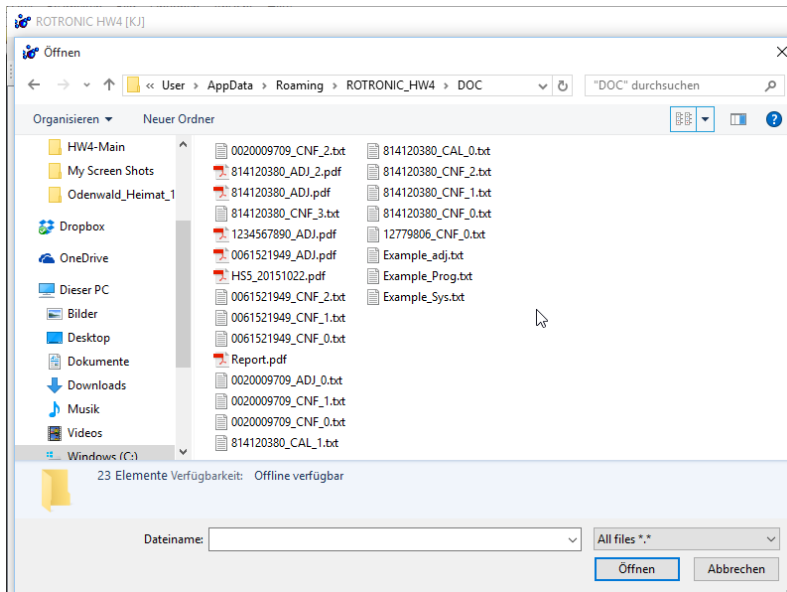 ROTRONIC HW4 [KJ]
Öffnen
« User > AppData > Roaming > ROTRONIC_HW4 > DOC
"DOC" durchsuchen
Organisieren
Neuer Ordner
HW4-Main
My Screen Shots
Odenwald_Heimat_1
Dropbox
OneDrive
Dieser PC
Bilder
Desktop
Dokumente
Downloads
Musik
Videos
Windows (C:)
0020009709_CNF_2.txt
814120380_ADJ_2.pdf
814120380_ADJ.pdf
814120380_CNF_3.txt
1234567890_ADJ.pdf
0061521949_ADJ.pdf
HS5_20151022.pdf
0061521949_CNF_2.txt
0061521949_CNF_1.txt
0061521949_CNF_0.txt
Report.pdf
0020009709_ADJ_0.txt
0020009709_CNF_1.txt
0020009709_CNF_0.txt
814120380_CAL_1.txt
814120380_CAL_0.txt
814120380_CNF_2.txt
814120380_CNF_1.txt
814120380_CNF_0.txt
12779806_CNF_0.txt
Example_adj.txt
Example_Prog.txt
Example_Sys.txt
23 Elemente Verfügbarkeit: Offline verfügbar
Dateiname:
All files *.*
Öffnen
Abbrechen